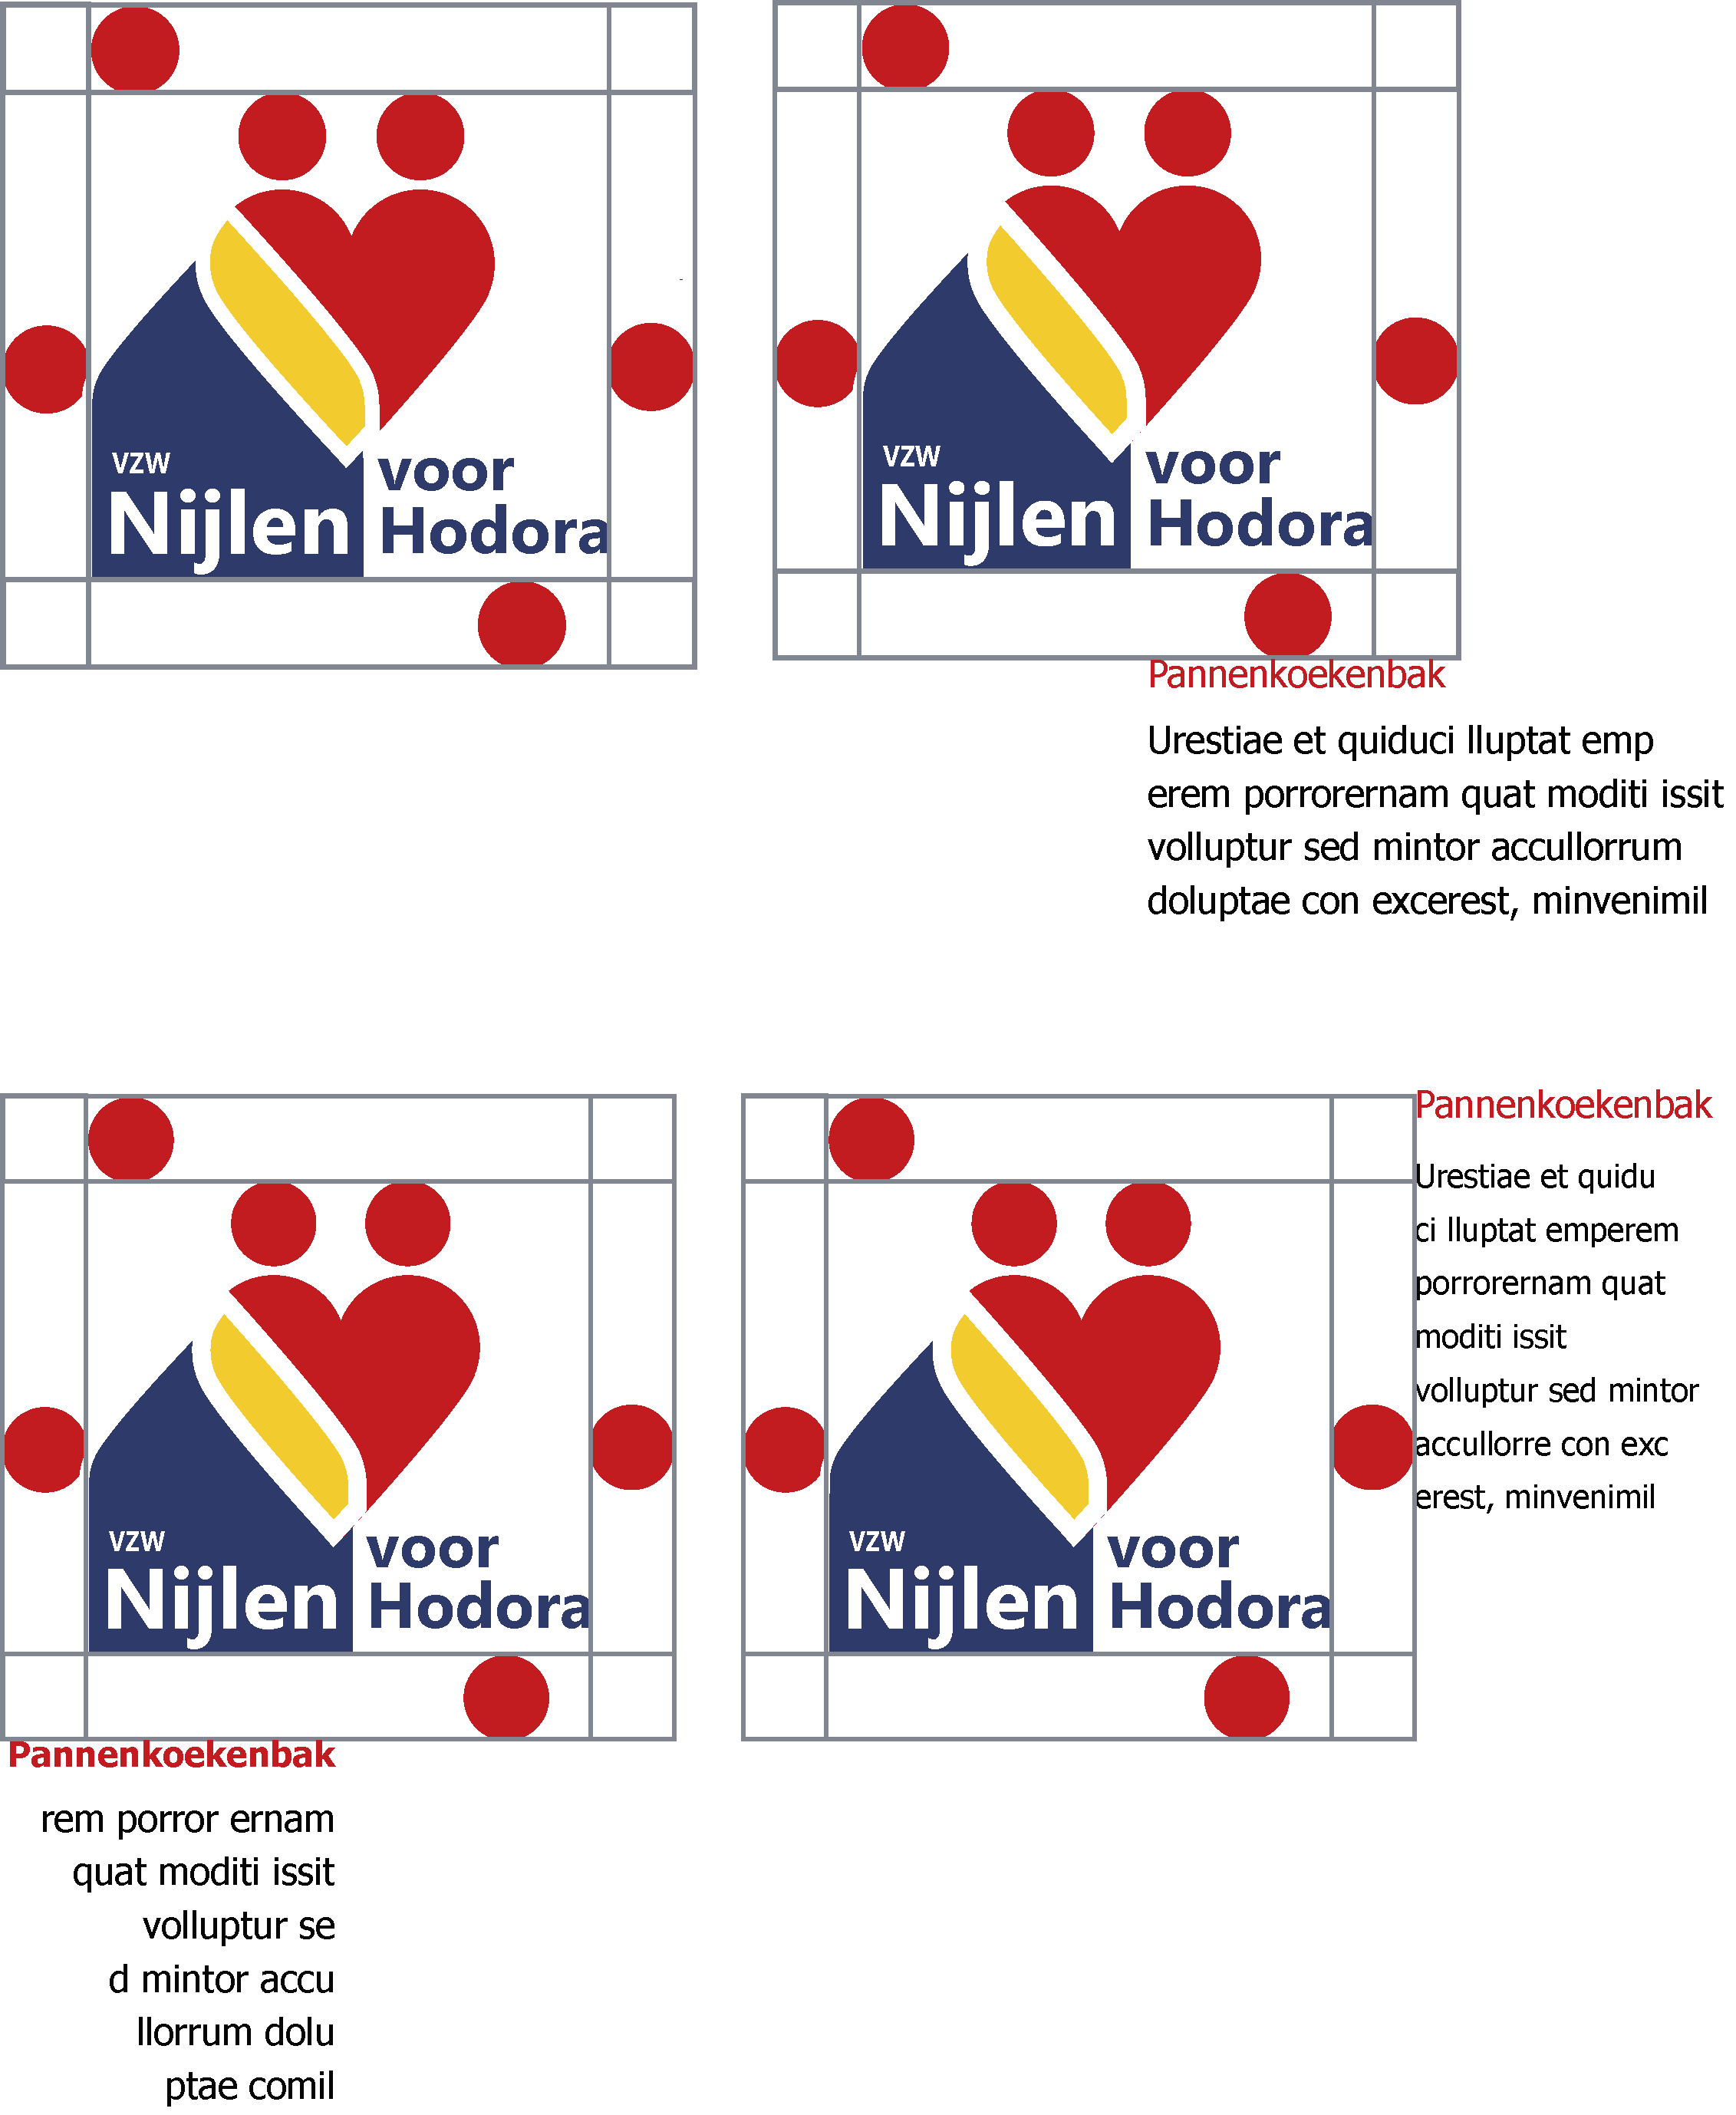 vzw
Nijlen
voor
Hodora
vzw
Nijlen
voor
Hodora
Pannenkoekenbak
Urestiae et quiduci lluptat emp
erem porrorernam quat moditi issit
volluptur sed mintor accullorrum
doluptae con excerest, minvenimil
vzw
Nijlen
voor
Hodora
Pannenkoekenbak
rem porror ernam
quat moditi issit
volluptur se
d mintor accu
llorrum dolu
ptae comil
vzw
Nijlen
voor
Hodora
Pannenkoekenbak
Urestiae et quidu
ci lluptat emperem
porrorernam quat
moditi issit
volluptur sed mintor
accullorre con exc
erest, minvenimil